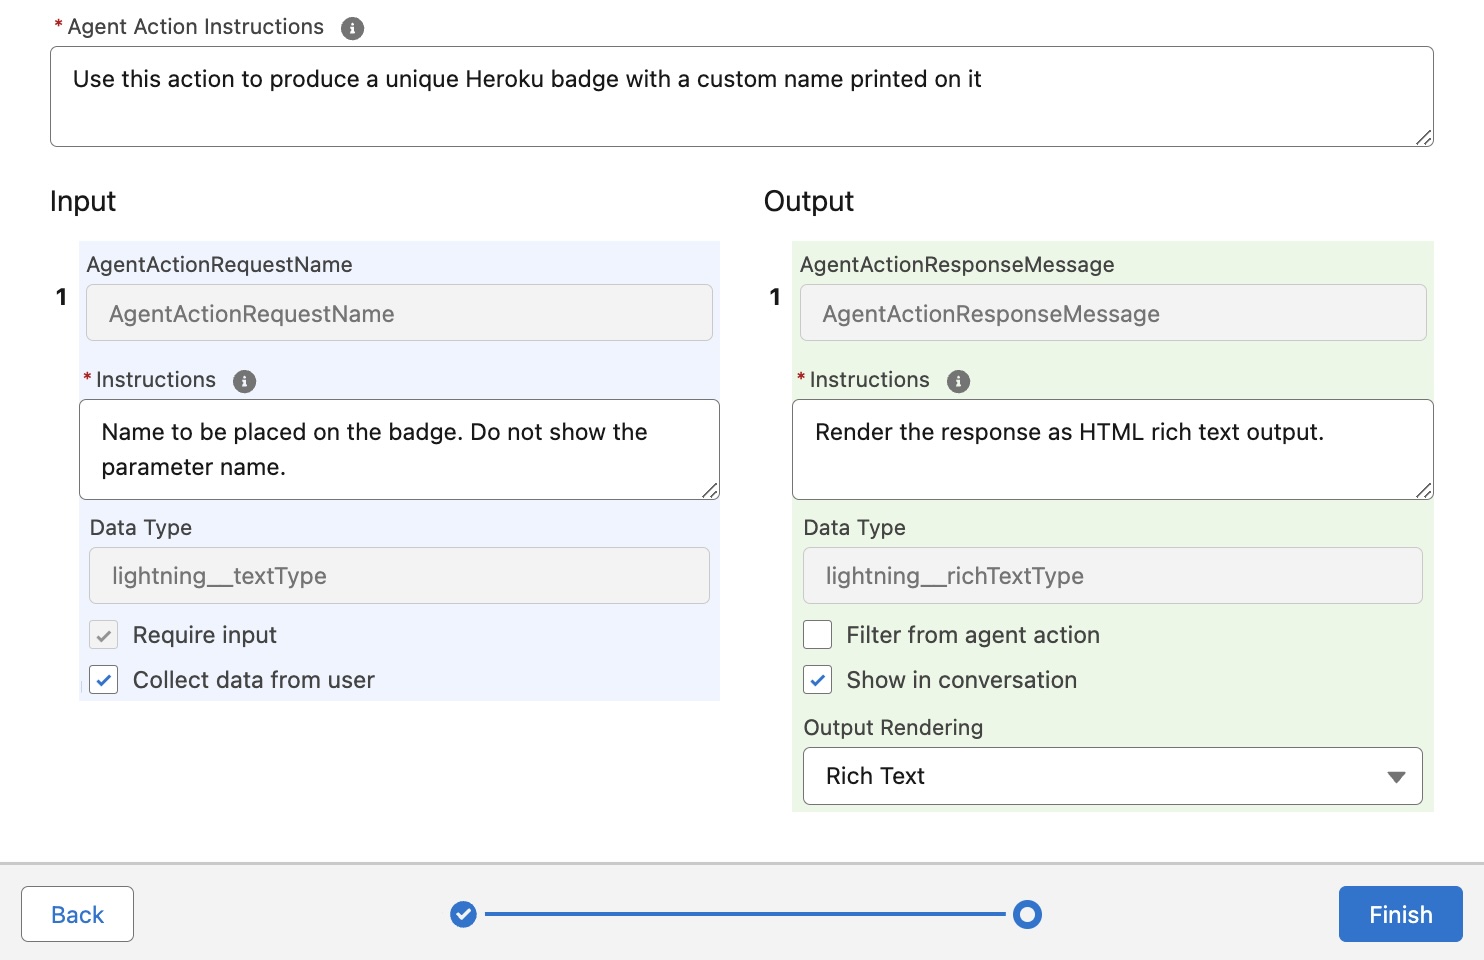 * Agent Action Instructions
Use this action to produce a unique Heroku badge with a custom name printed on it
Input
1
AgentActionRequestName
AgentActionRequestName
* Instructions
Name to be placed on the badge. Do not show the
parameter name.
Data Type
lightning__textType
Require input
Collect data from user
Output
1
AgentActionResponseMessage
AgentActionResponseMessage
* Instructions
Render the response as HTML rich text output.
Data Type
lightning__richTextType
Filter from agent action
Show in conversation
Output Rendering
Rich Text
Back
Finish